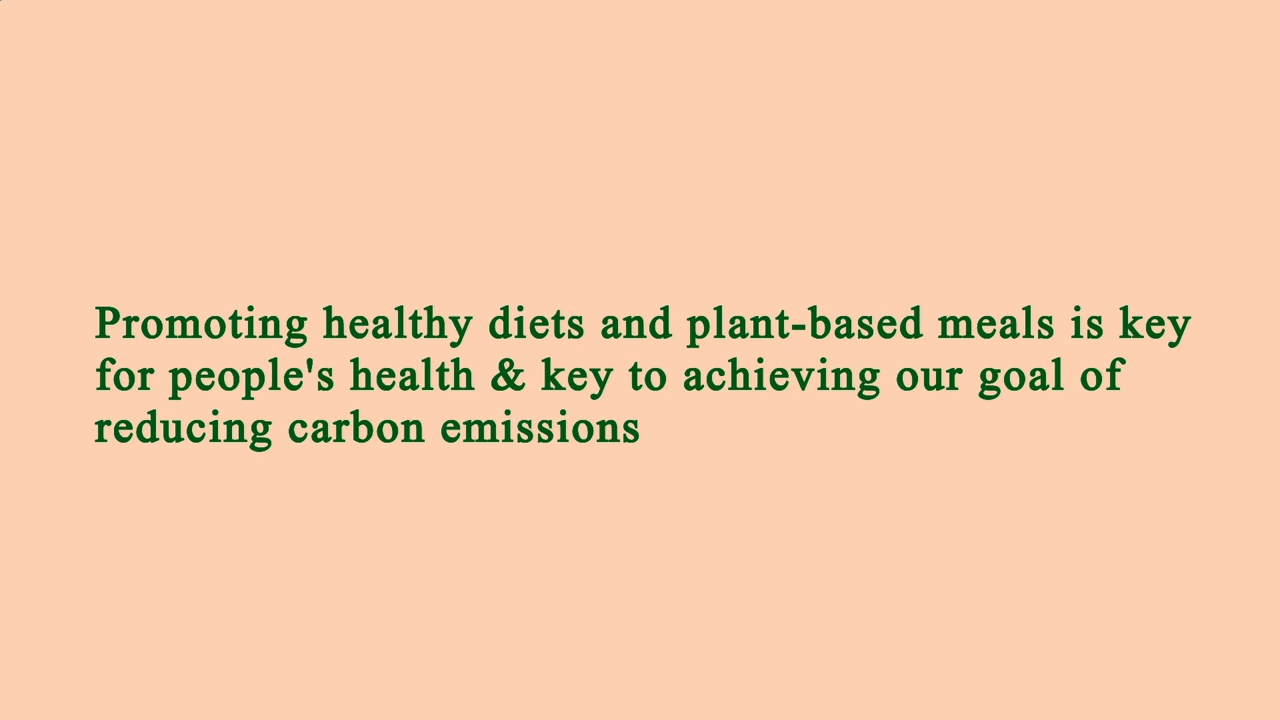 Promoting healthy diets and plant-based meals is key
for people's health & key to achieving our goal of
reducing carbon emissions